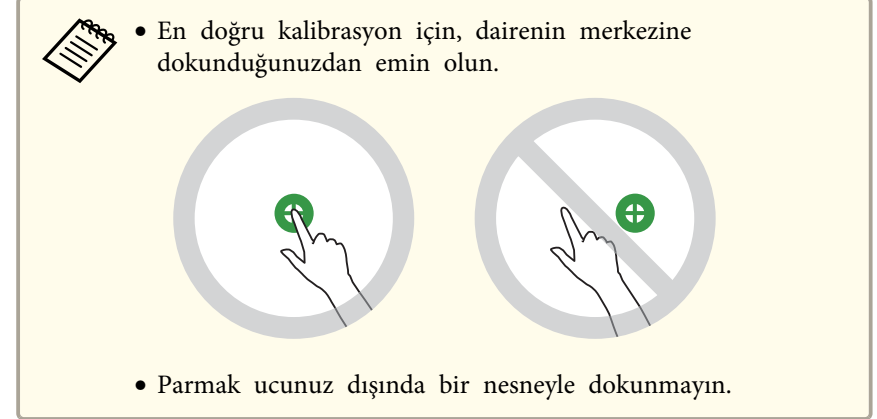 • En doğru kalibrasyon için, dairenin merkezine
dokunduğunuzdan emin olun.
• Parmak ucunuz dışında bir nesneyle dokunmayın.